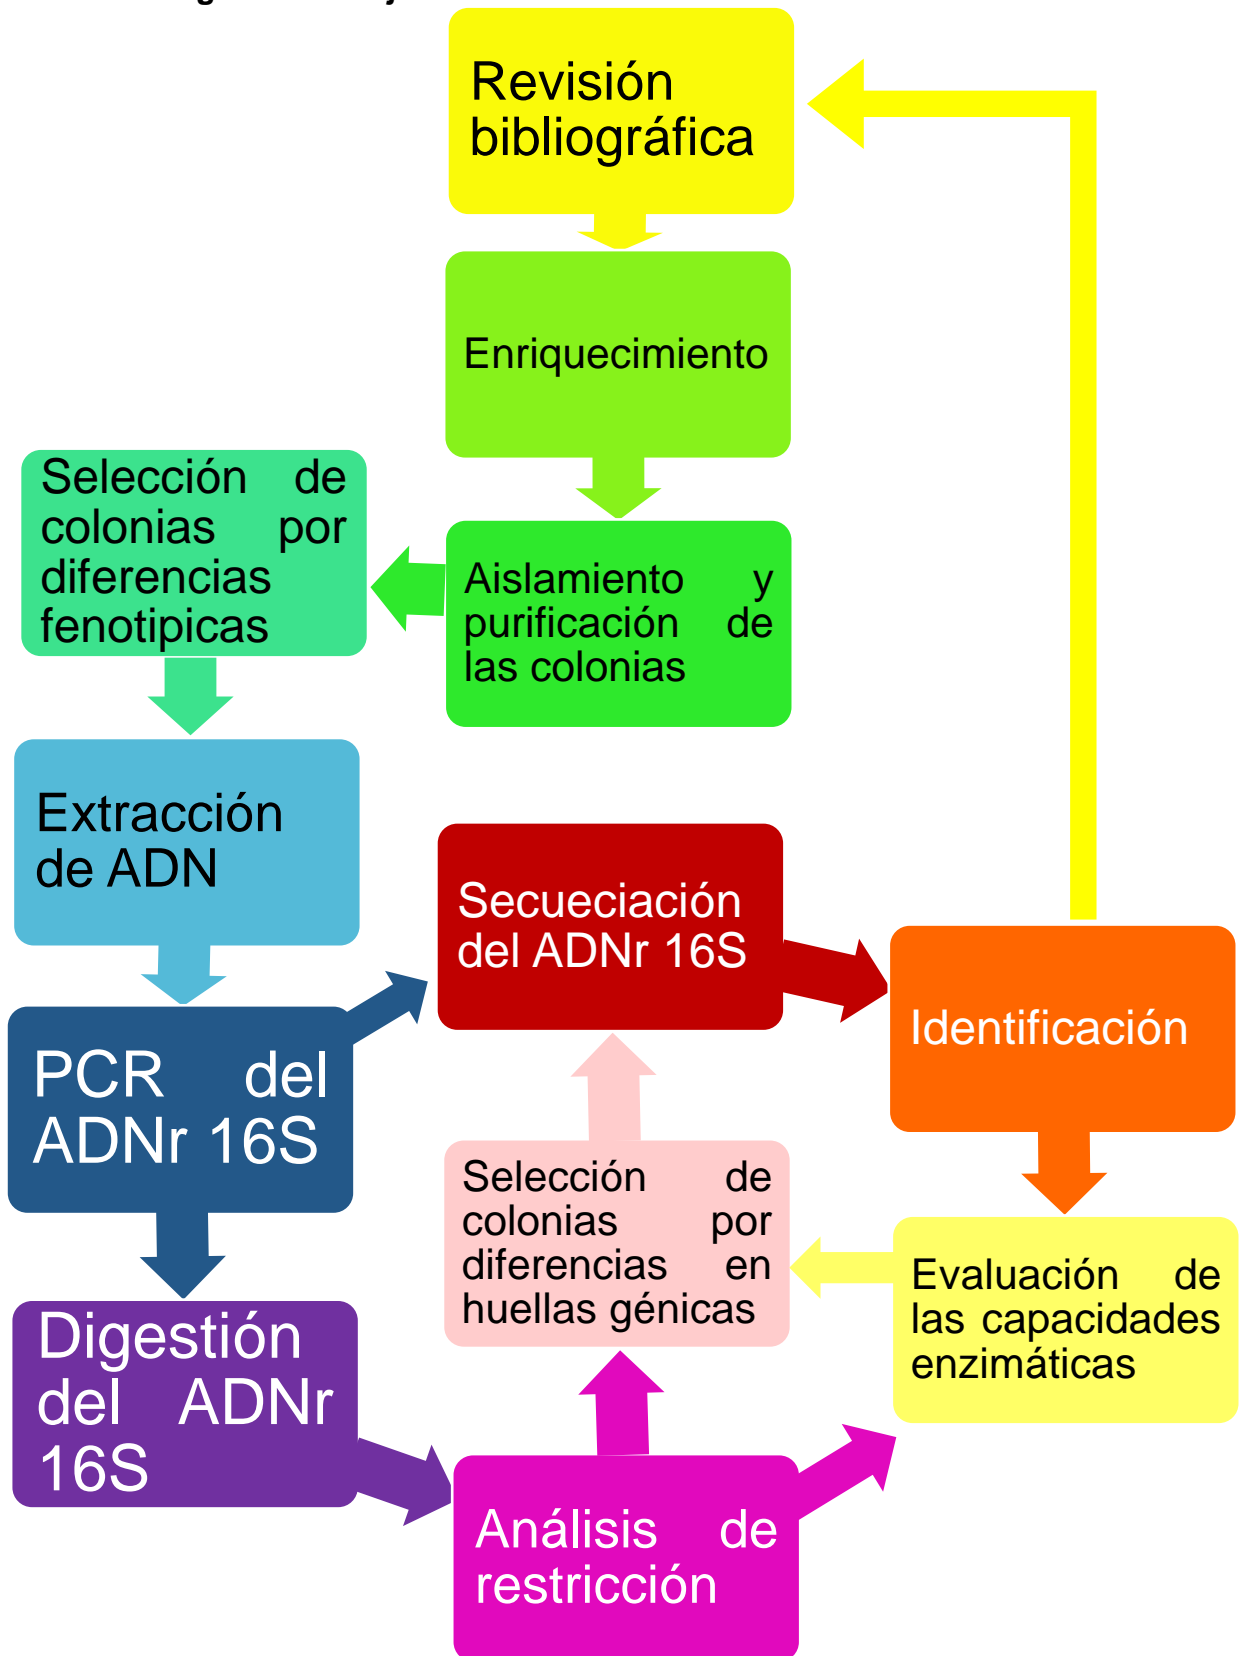 Revisión
bibliográfica
Enriquecimiento
Aislamiento y
purificación de
las colonias
Selección de
colonias por
diferencias
fenotipicas
Extracción
de ADN
PCR del
ADNr 16S
Digestión
del ADNr
16S
Análisis de
restricción
Selección de
colonias por
diferencias en
huellas génicas
Secueciación
del ADNr 16S
Identificación
Evaluación de
las capacidades
enzimáticas